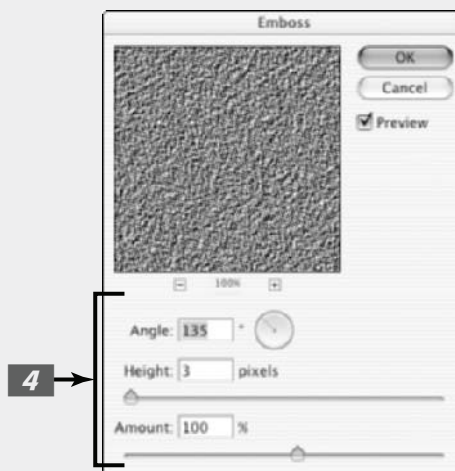 Emboss
OK
Cancel
Preview
100%
Angle: 135 °
Height: 3 pixels
Amount: 100 %
4